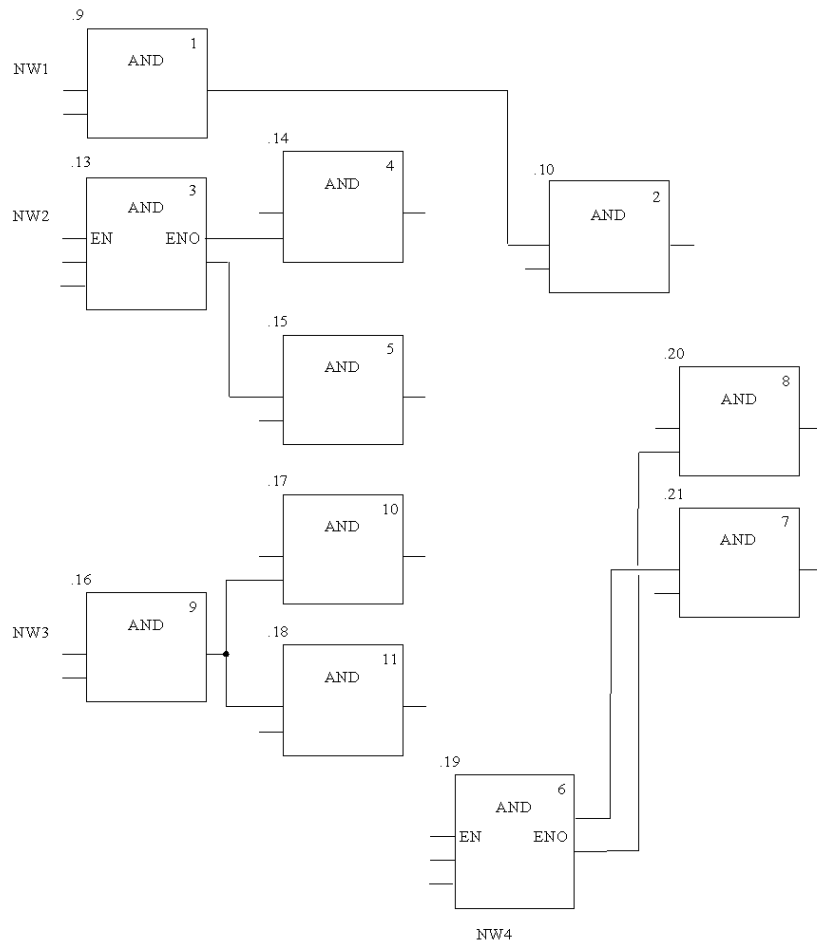 .9
1
AND
NW1
.14
4
AND
.13
3
AND
NW2
EN ENO
.10
2
AND
.15
5
AND
.20
8
AND
.17
10
AND
.21
7
AND
.16
9
AND
NW3
.18
11
AND
.19
6
AND
EN ENO
NW4